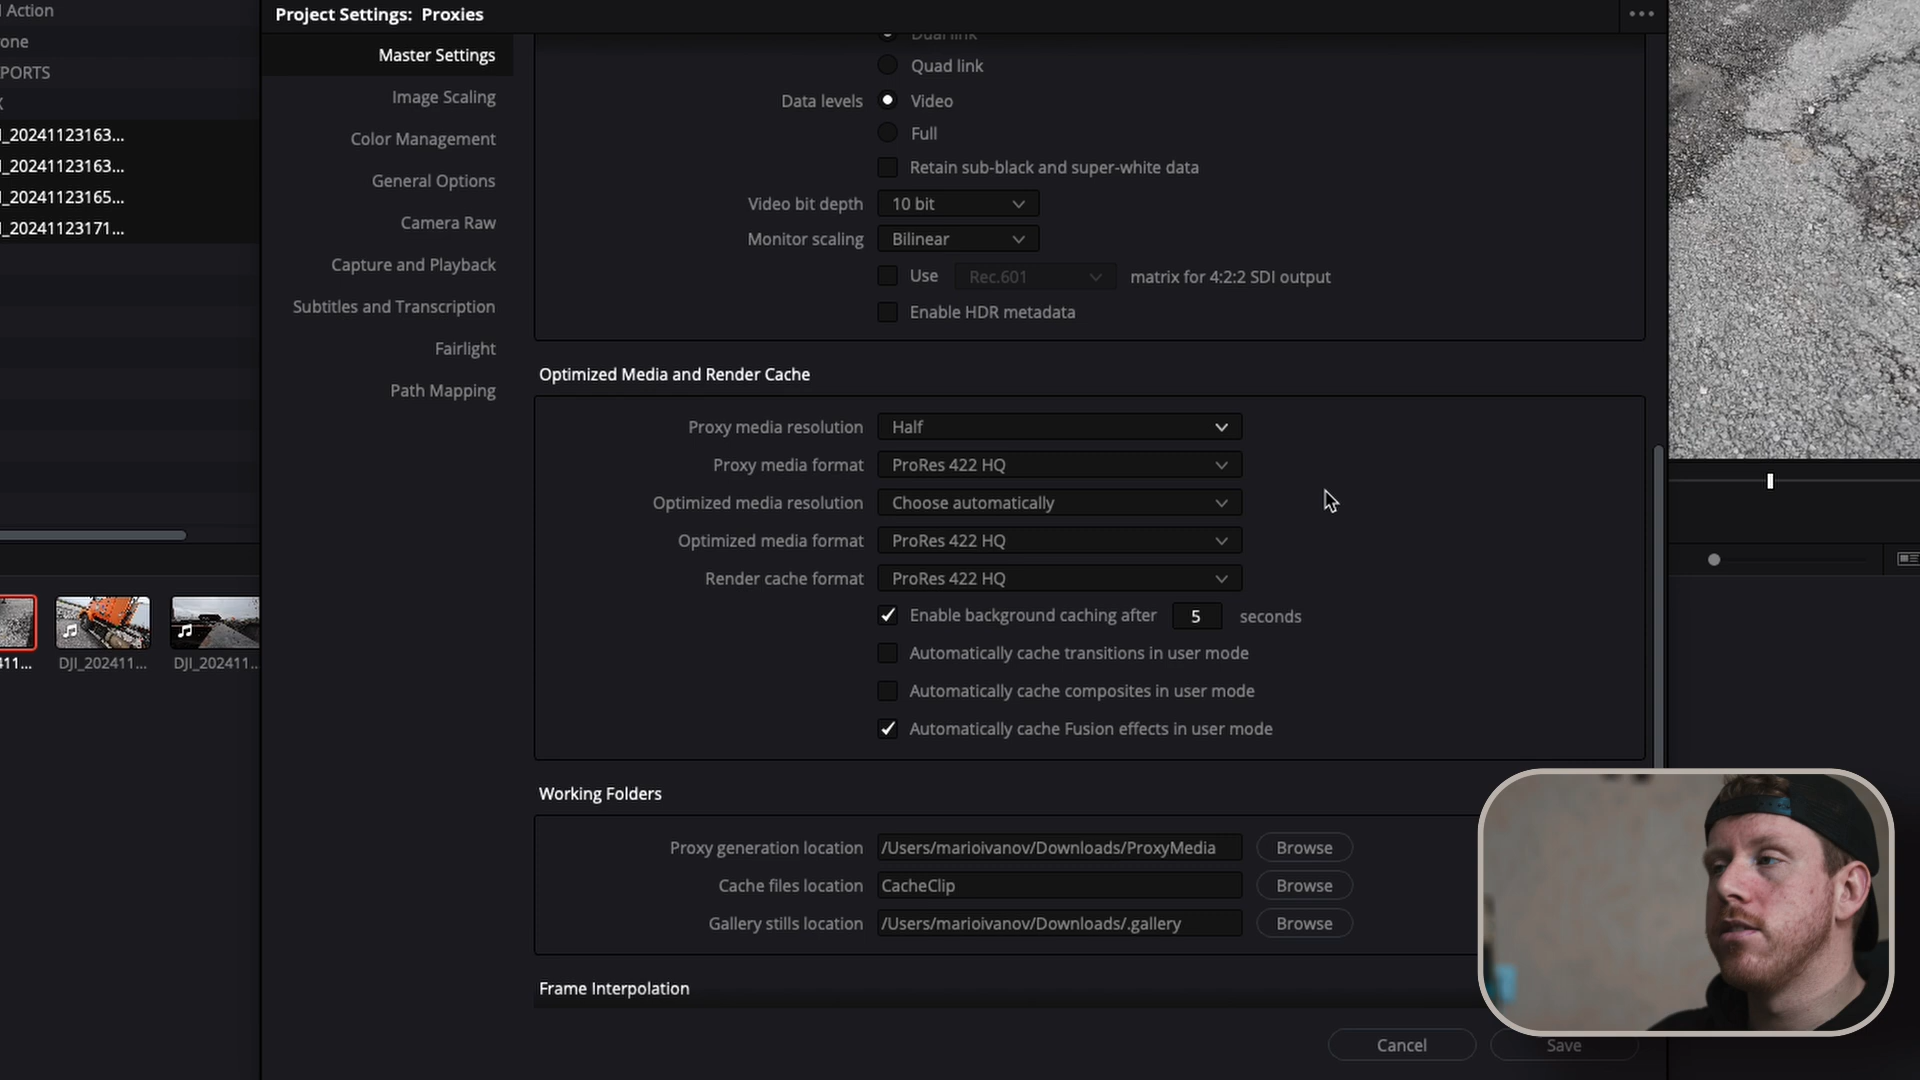 Action
one
PORTS
X
I_20241123163...
I_20241123163...
I_20241123165...
I_20241123171...
Project Settings: Proxies
Master Settings
Image Scaling
Color Management
General Options
Camera Raw
Capture and Playback
Subtitles and Transcription
Fairlight
Path Mapping
Dual link
Quad link
Data levels Video
Full
Retain sub-black and super-white data
Video bit depth 10 bit
Monitor scaling Bilinear
Use Rec.601 matrix for 4:2:2 SDI output
Enable HDR metadata
Optimized Media and Render Cache
Proxy media resolution Half
Proxy media format ProRes 422 HQ
Optimized media resolution Choose automatically
Optimized media format ProRes 422 HQ
Render cache format ProRes 422 HQ
Enable background caching after 5 seconds
Automatically cache transitions in user mode
Automatically cache composites in user mode
Automatically cache Fusion effects in user mode
Working Folders
Proxy generation location /Users/marioivanov/Downloads/ProxyMedia Browse
Cache files location CacheClip Browse
Gallery stills location /Users/marioivanov/Downloads/.gallery Browse
Frame Interpolation
Cancel Save
411... DJI_202411... DJI_202411...